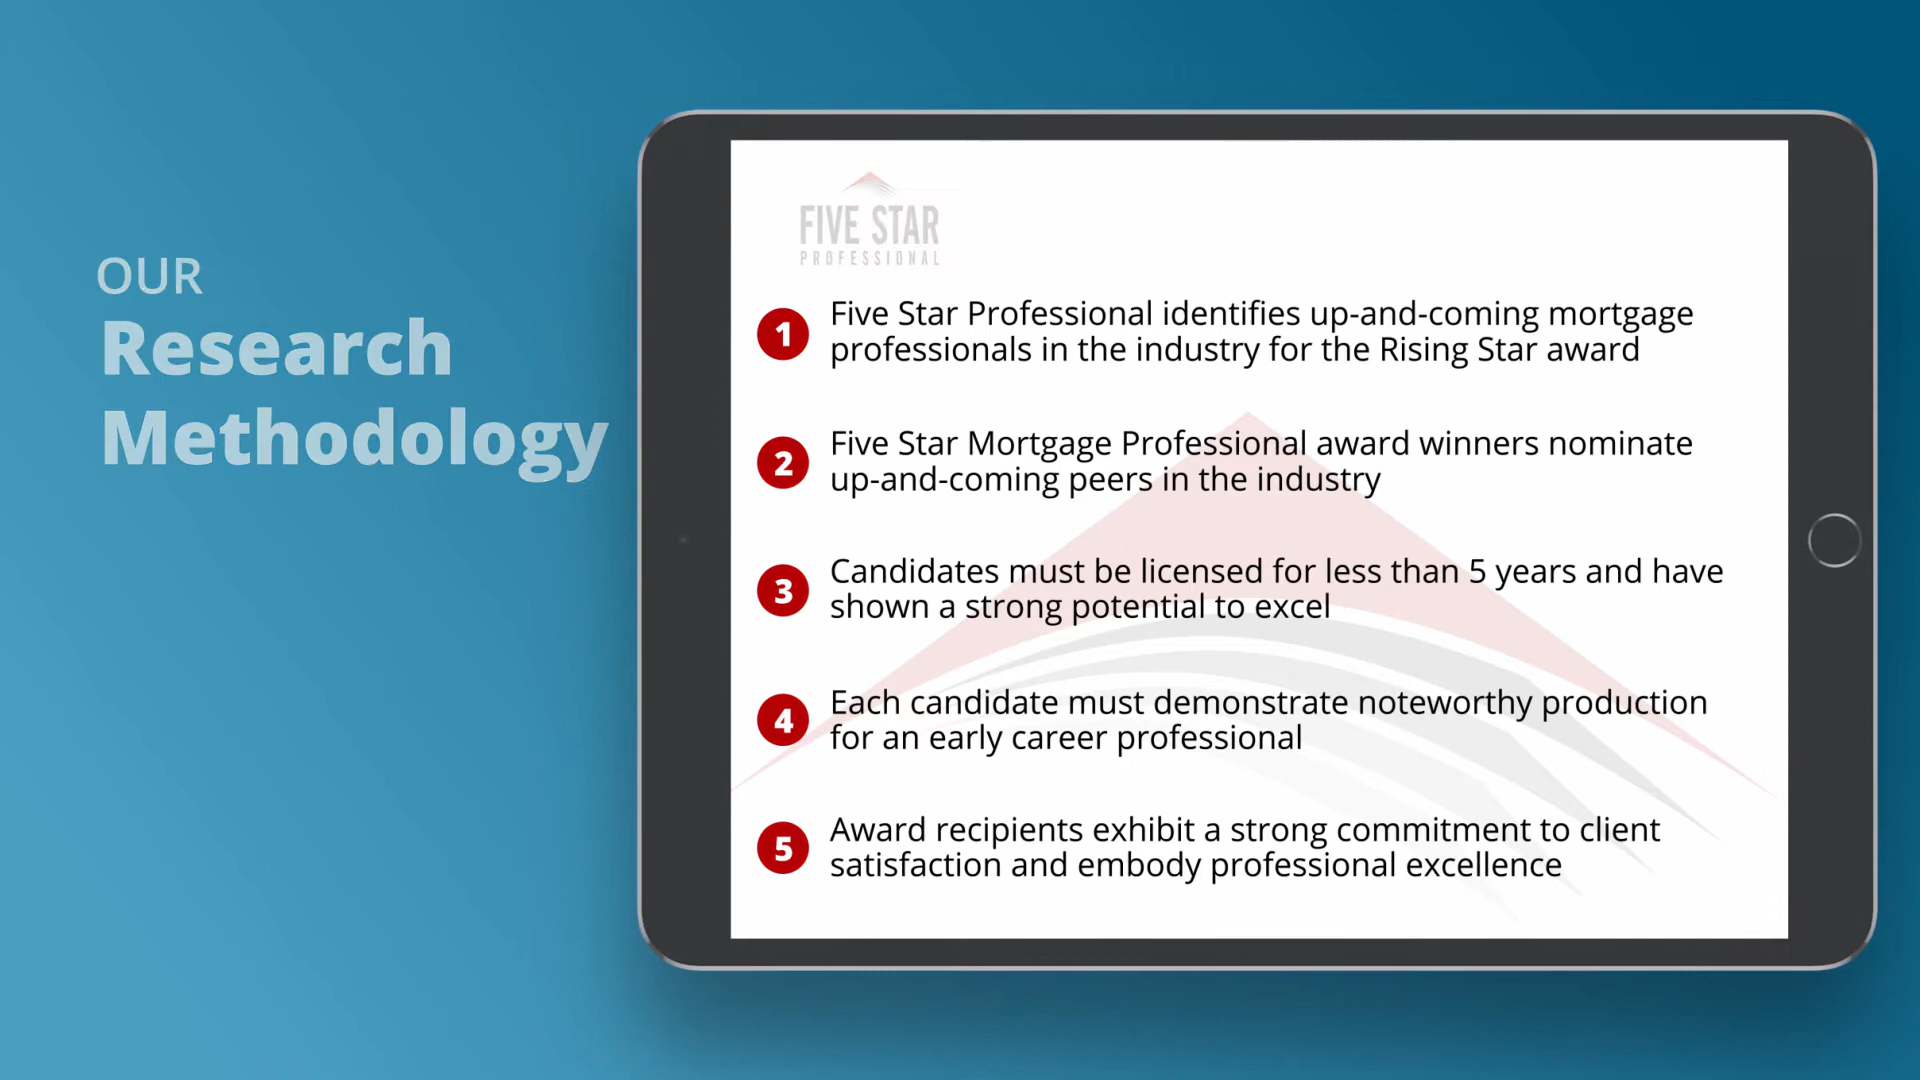 OUR
Research
Methodology
FIVE STAR
PROFESSIONAL
1 Five Star Professional identifies up-and-coming mortgage
professionals in the industry for the Rising Star award
2 Five Star Mortgage Professional award winners nominate
up-and-coming peers in the industry
3 Candidates must be licensed for less than 5 years and have
shown a strong potential to excel
4 Each candidate must demonstrate noteworthy production
for an early career professional
5 Award recipients exhibit a strong commitment to client
satisfaction and embody professional excellence